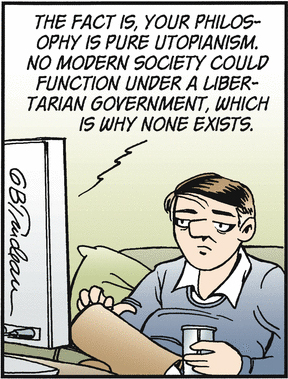 THE FACT IS, YOUR PHILOS-
OPHY IS PURE UTOPIANISM.
NO MODERN SOCIETY COULD
FUNCTION UNDER A LIBER-
TARIAN GOVERNMENT, WHICH
IS WHY NONE EXISTS.
GBTrudeau